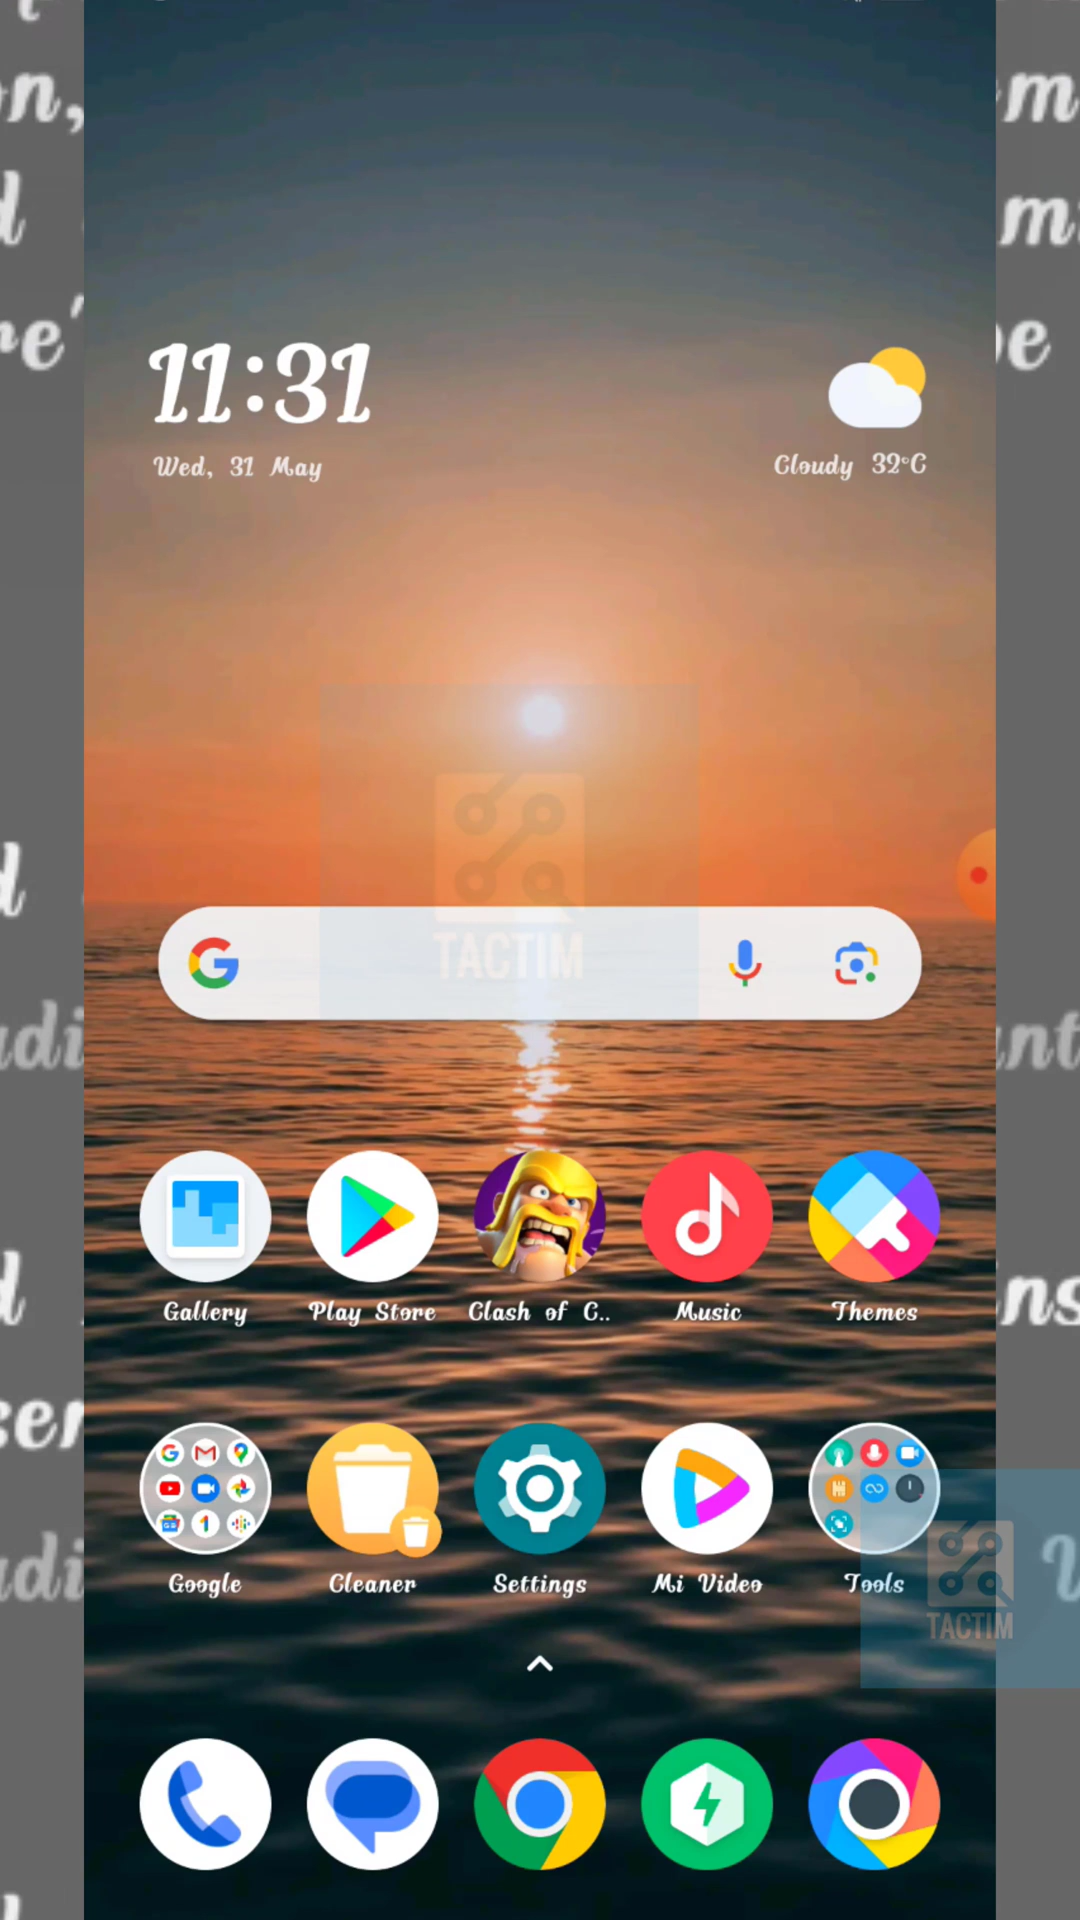 11:31
Wed, 31 May
Cloudy 32°C
TACTIM
Gallery
Play Store
Clash of C..
Music
Themes
Google
Cleaner
Settings
Mi Video
Tools
TACTIM